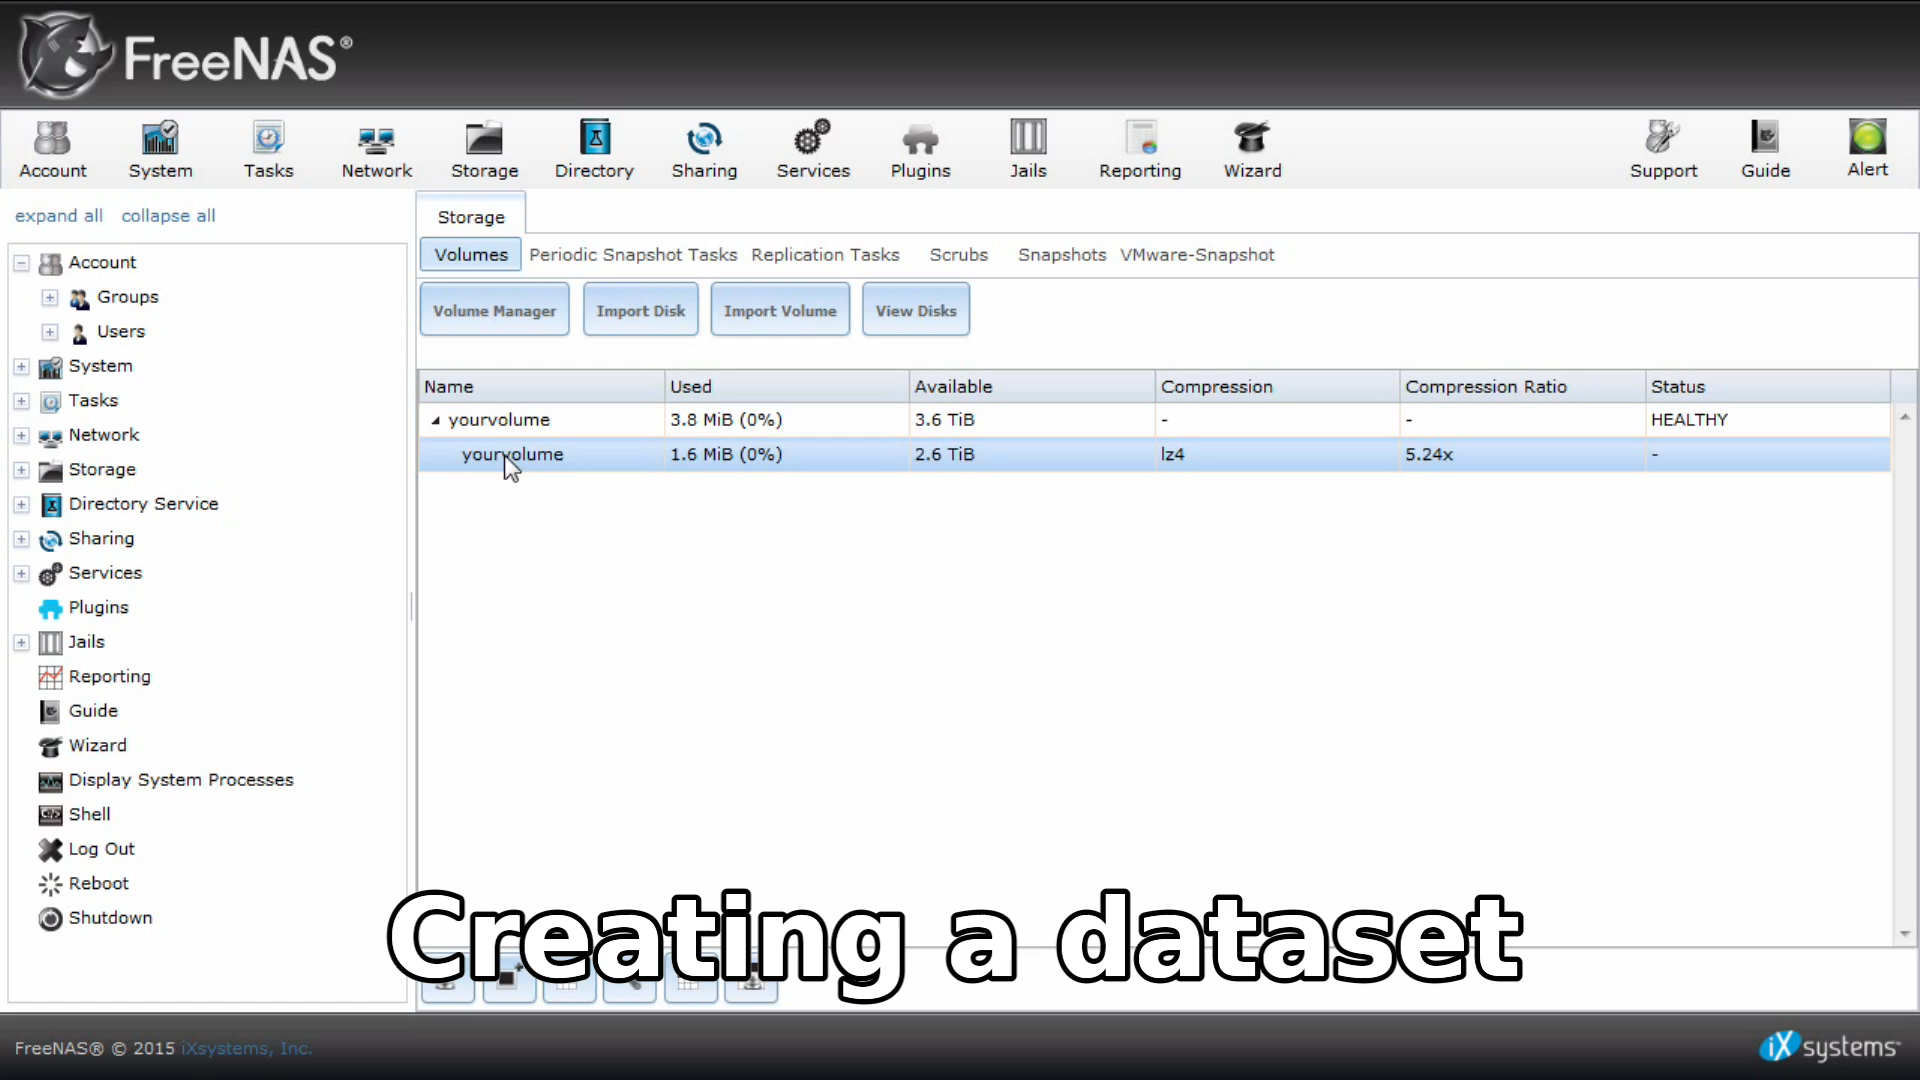 FreeNAS®
Account System Tasks Network Storage Directory Sharing Services Plugins Jails Reporting Wizard Support Guide Alert
expand all collapse all
Account
Groups
Users
System
Tasks
Network
Storage
Directory Service
Sharing
Services
Plugins
Jails
Reporting
Guide
Wizard
Display System Processes
Shell
Log Out
Reboot
Shutdown
Storage
Volumes Periodic Snapshot Tasks Replication Tasks Scrubs Snapshots VMware-Snapshot
Volume Manager Import Disk Import Volume View Disks
Name Used Available Compression Compression Ratio Status
yourvolume 3.8 MiB (0%) 3.6 TiB - - HEALTHY
yourvolume 1.6 MiB (0%) 2.6 TiB lz4 5.24x -
Creating a dataset
FreeNAS® © 2015 iXsystems, Inc.
iXsystems